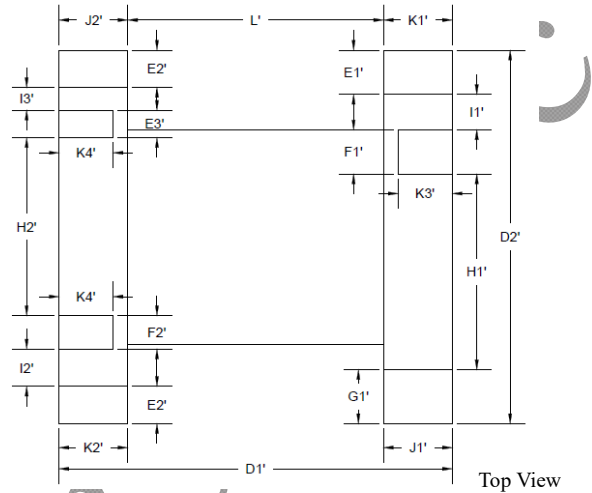 J2' L' K1'
E2' E1'
I3' I1'
E3'
K4' F1'
K3'
H2' D2'
H1'
K4'
F2'
I2'
G1'
E2'
K2' J1'
D1'
Top View